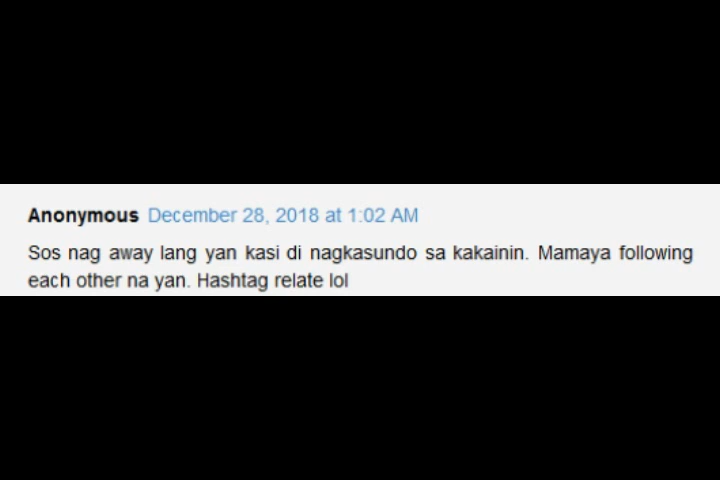 Anonymous December 28, 2018 at 1:02 AM
Sos nag away lang yan kasi di nagkasundo sa kakainin. Mamaya following
each other na yan. Hashtag relate lol